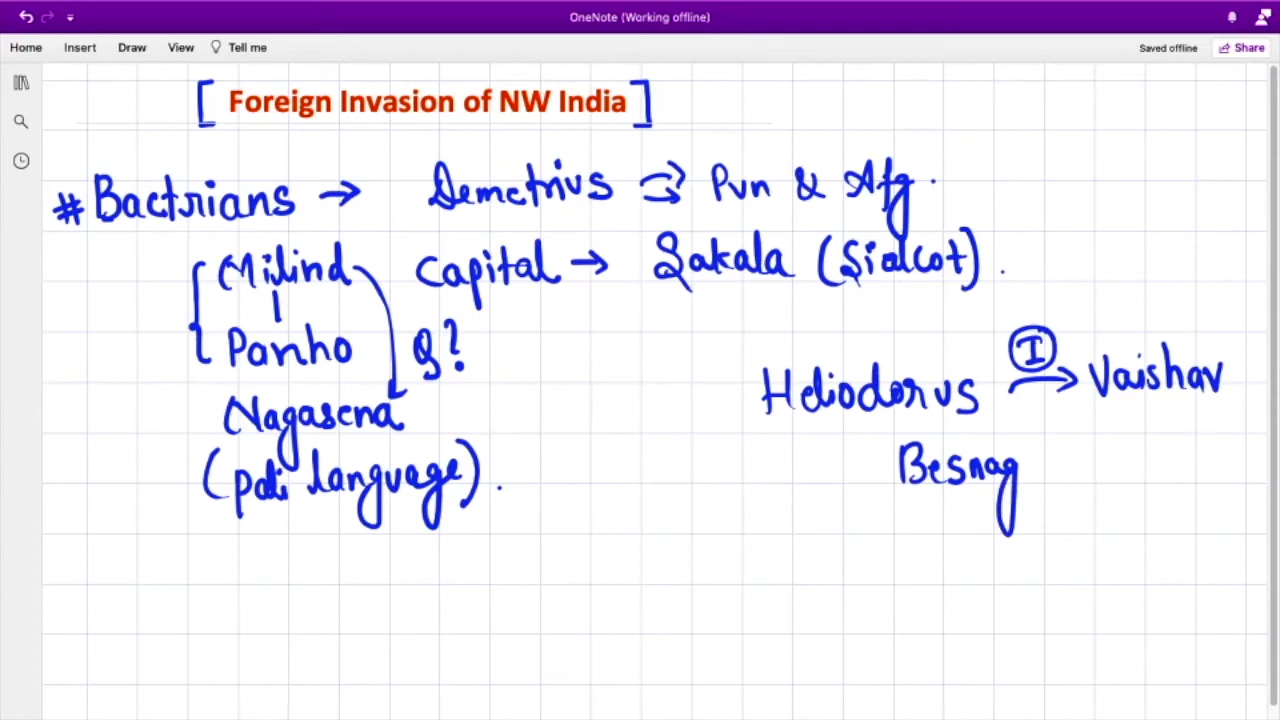 OneNote (Working offline)
Home Insert Draw View Tell me
Saved offline Share
[ Foreign Invasion of NW India ]
# Bactrians → Demetrius ⇒ Pun & Afg.
Milind Capital → Sakala (Sialcot).
Panho Q?
Heliodorus I → Vaishav
Nagasena
Besnag
(pali language).